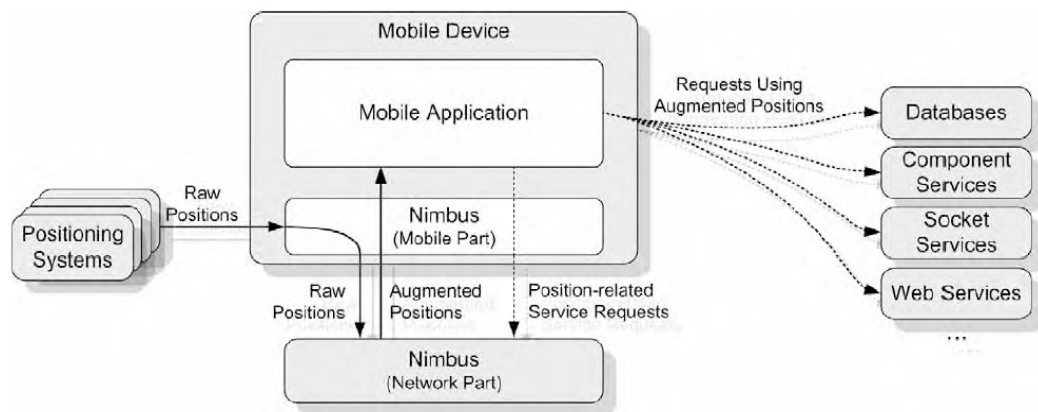 Mobile Device
Mobile Application
Nimbus
(Mobile Part)
Positioning
Systems
Raw
Positions
Raw
Positions
Augmented
Positions
Position-related
Service Requests
Nimbus
(Network Part)
Requests Using
Augmented Positions
Databases
Component
Services
Socket
Services
Web Services
...